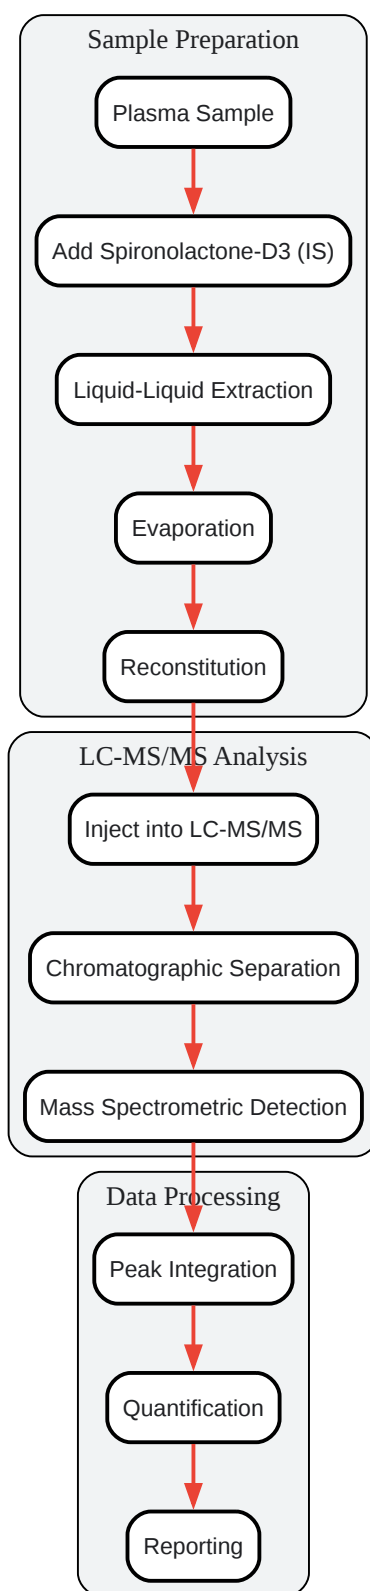 Sample Preparation
Plasma Sample
Add Spironolactone-D3 (IS)
Liquid-Liquid Extraction
Evaporation
Reconstitution
LC-MS/MS Analysis
Inject into LC-MS/MS
Chromatographic Separation
Mass Spectrometric Detection
Data Processing
Peak Integration
Quantification
Reporting